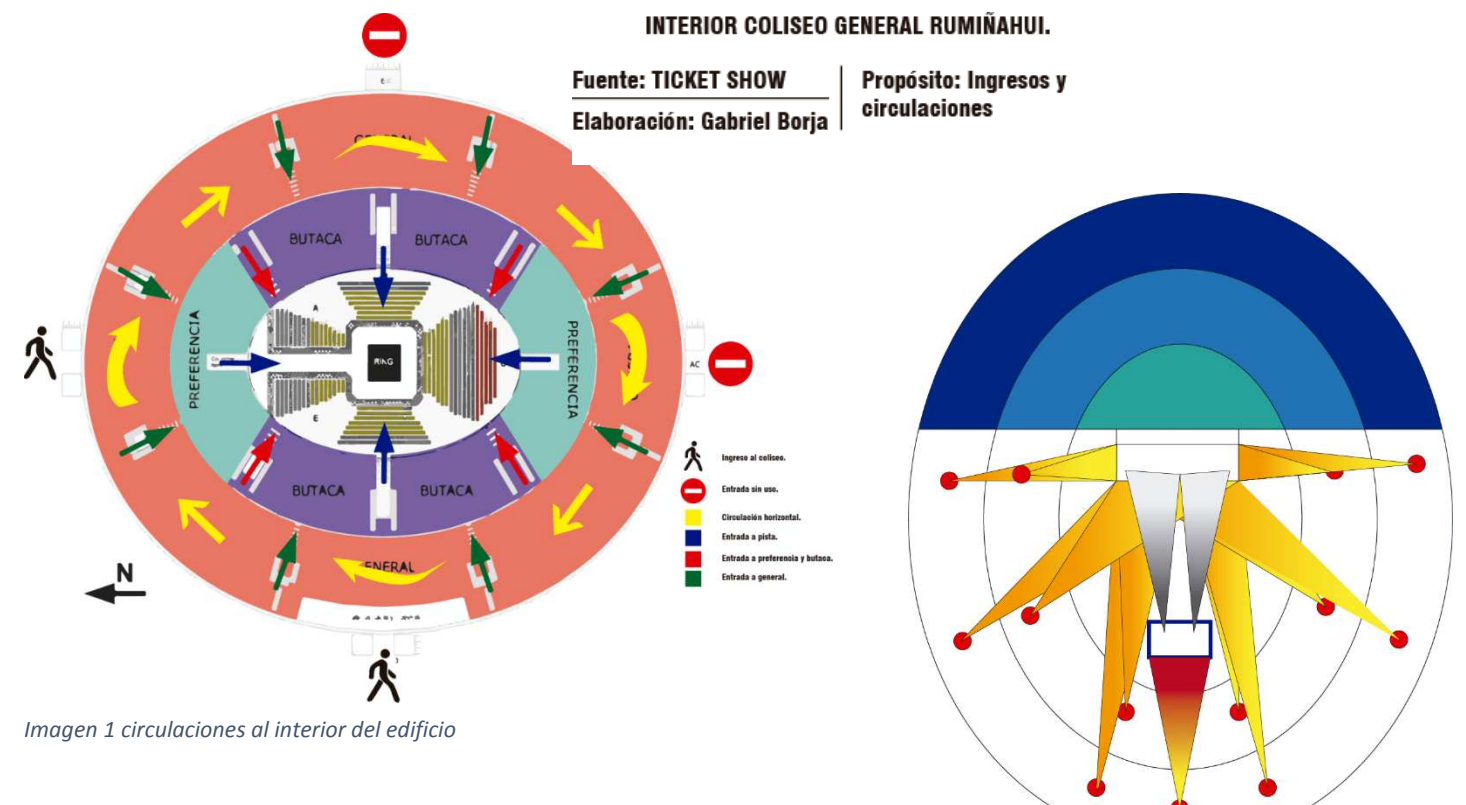 INTERIOR COLISEO GENERAL RUMIÑAHUI.
Fuente: TICKET SHOW
Elaboración: Gabriel Borja
Propósito: Ingresos y
circulaciones
BUTACA
BUTACA
PREFERENCIA
PREFERENCIA
A
RING
E
AC
BUTACA
BUTACA
ENERAL
N
Ingreso al coliseo.
Entrada sin uso.
Circulación horizontal.
Entrada a pista.
Entrada a preferencia y butaca.
Entrada a general.
Imagen 1 circulaciones al interior del edificio